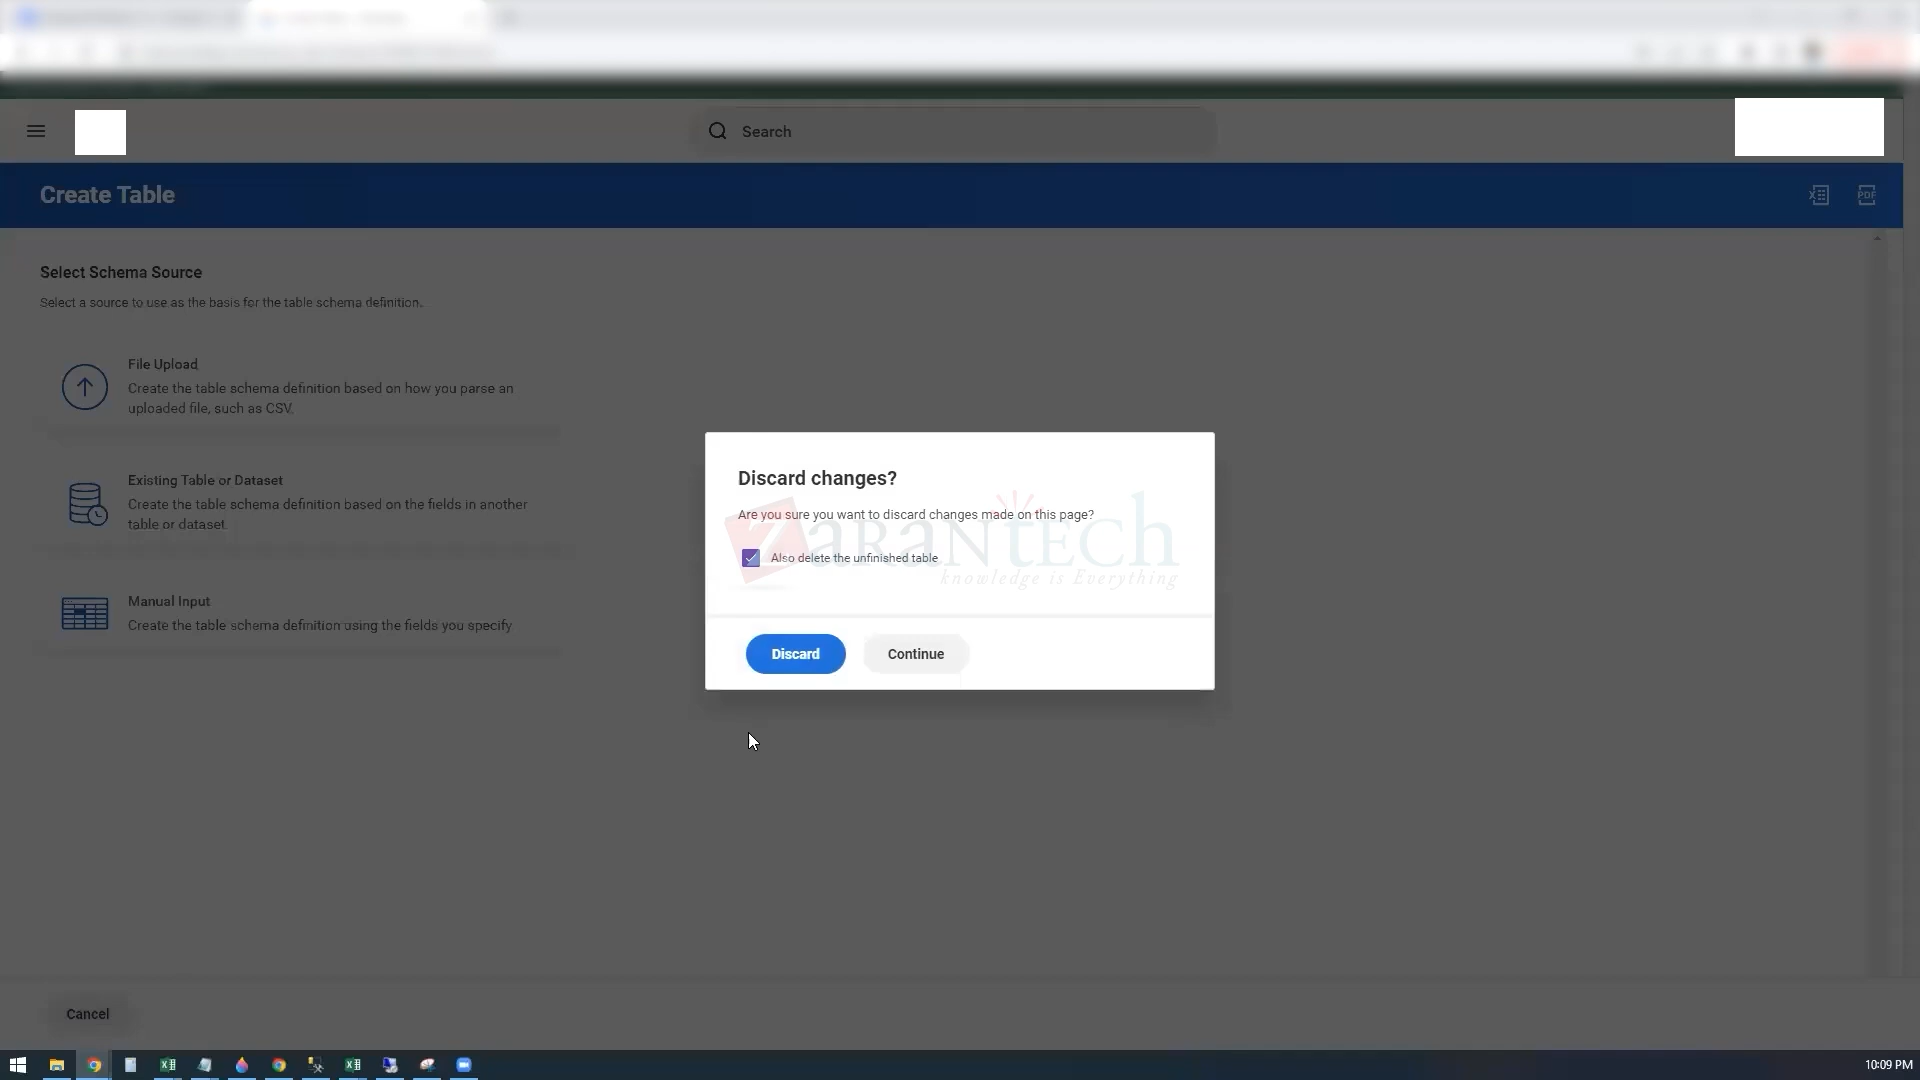 Search
Create Table
PDF
Select Schema Source
Select a source to use as the basis for the table schema definition.
File Upload
Create the table schema definition based on how you parse an
uploaded file, such as CSV.
Existing Table or Dataset
Create the table schema definition based on the fields in another
table or dataset.
Manual Input
Create the table schema definition using the fields you specify
Discard changes?
Are you sure you want to discard changes made on this page?
ZARANTECH
Also delete the unfinished table
knowledge is Everything
Discard
Continue
Cancel
10:09 PM